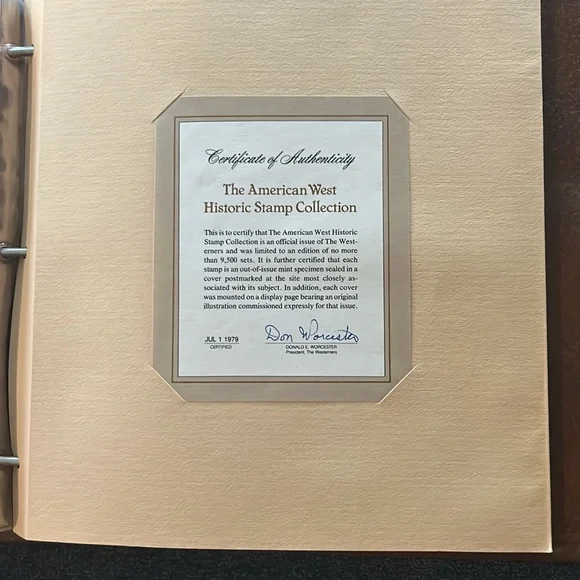 Certificate of Authenticity
The American West
Historic Stamp Collection
This is to certify that The American West Historic
Stamp Collection is an official issue of The West-
erners and was limited to an edition of no more
than 9,500 sets. It is further certified that each
stamp is an out-of-issue mint specimen sealed in a
cover postmarked at the site most closely as-
sociated with its subject. In addition, each cover
was mounted on a display page bearing an original
illustration commissioned expressly for that issue.
JUL 1 1979
CERTIFIED
Don Worcester
DONALD E. WORCESTER
President, The Westerners